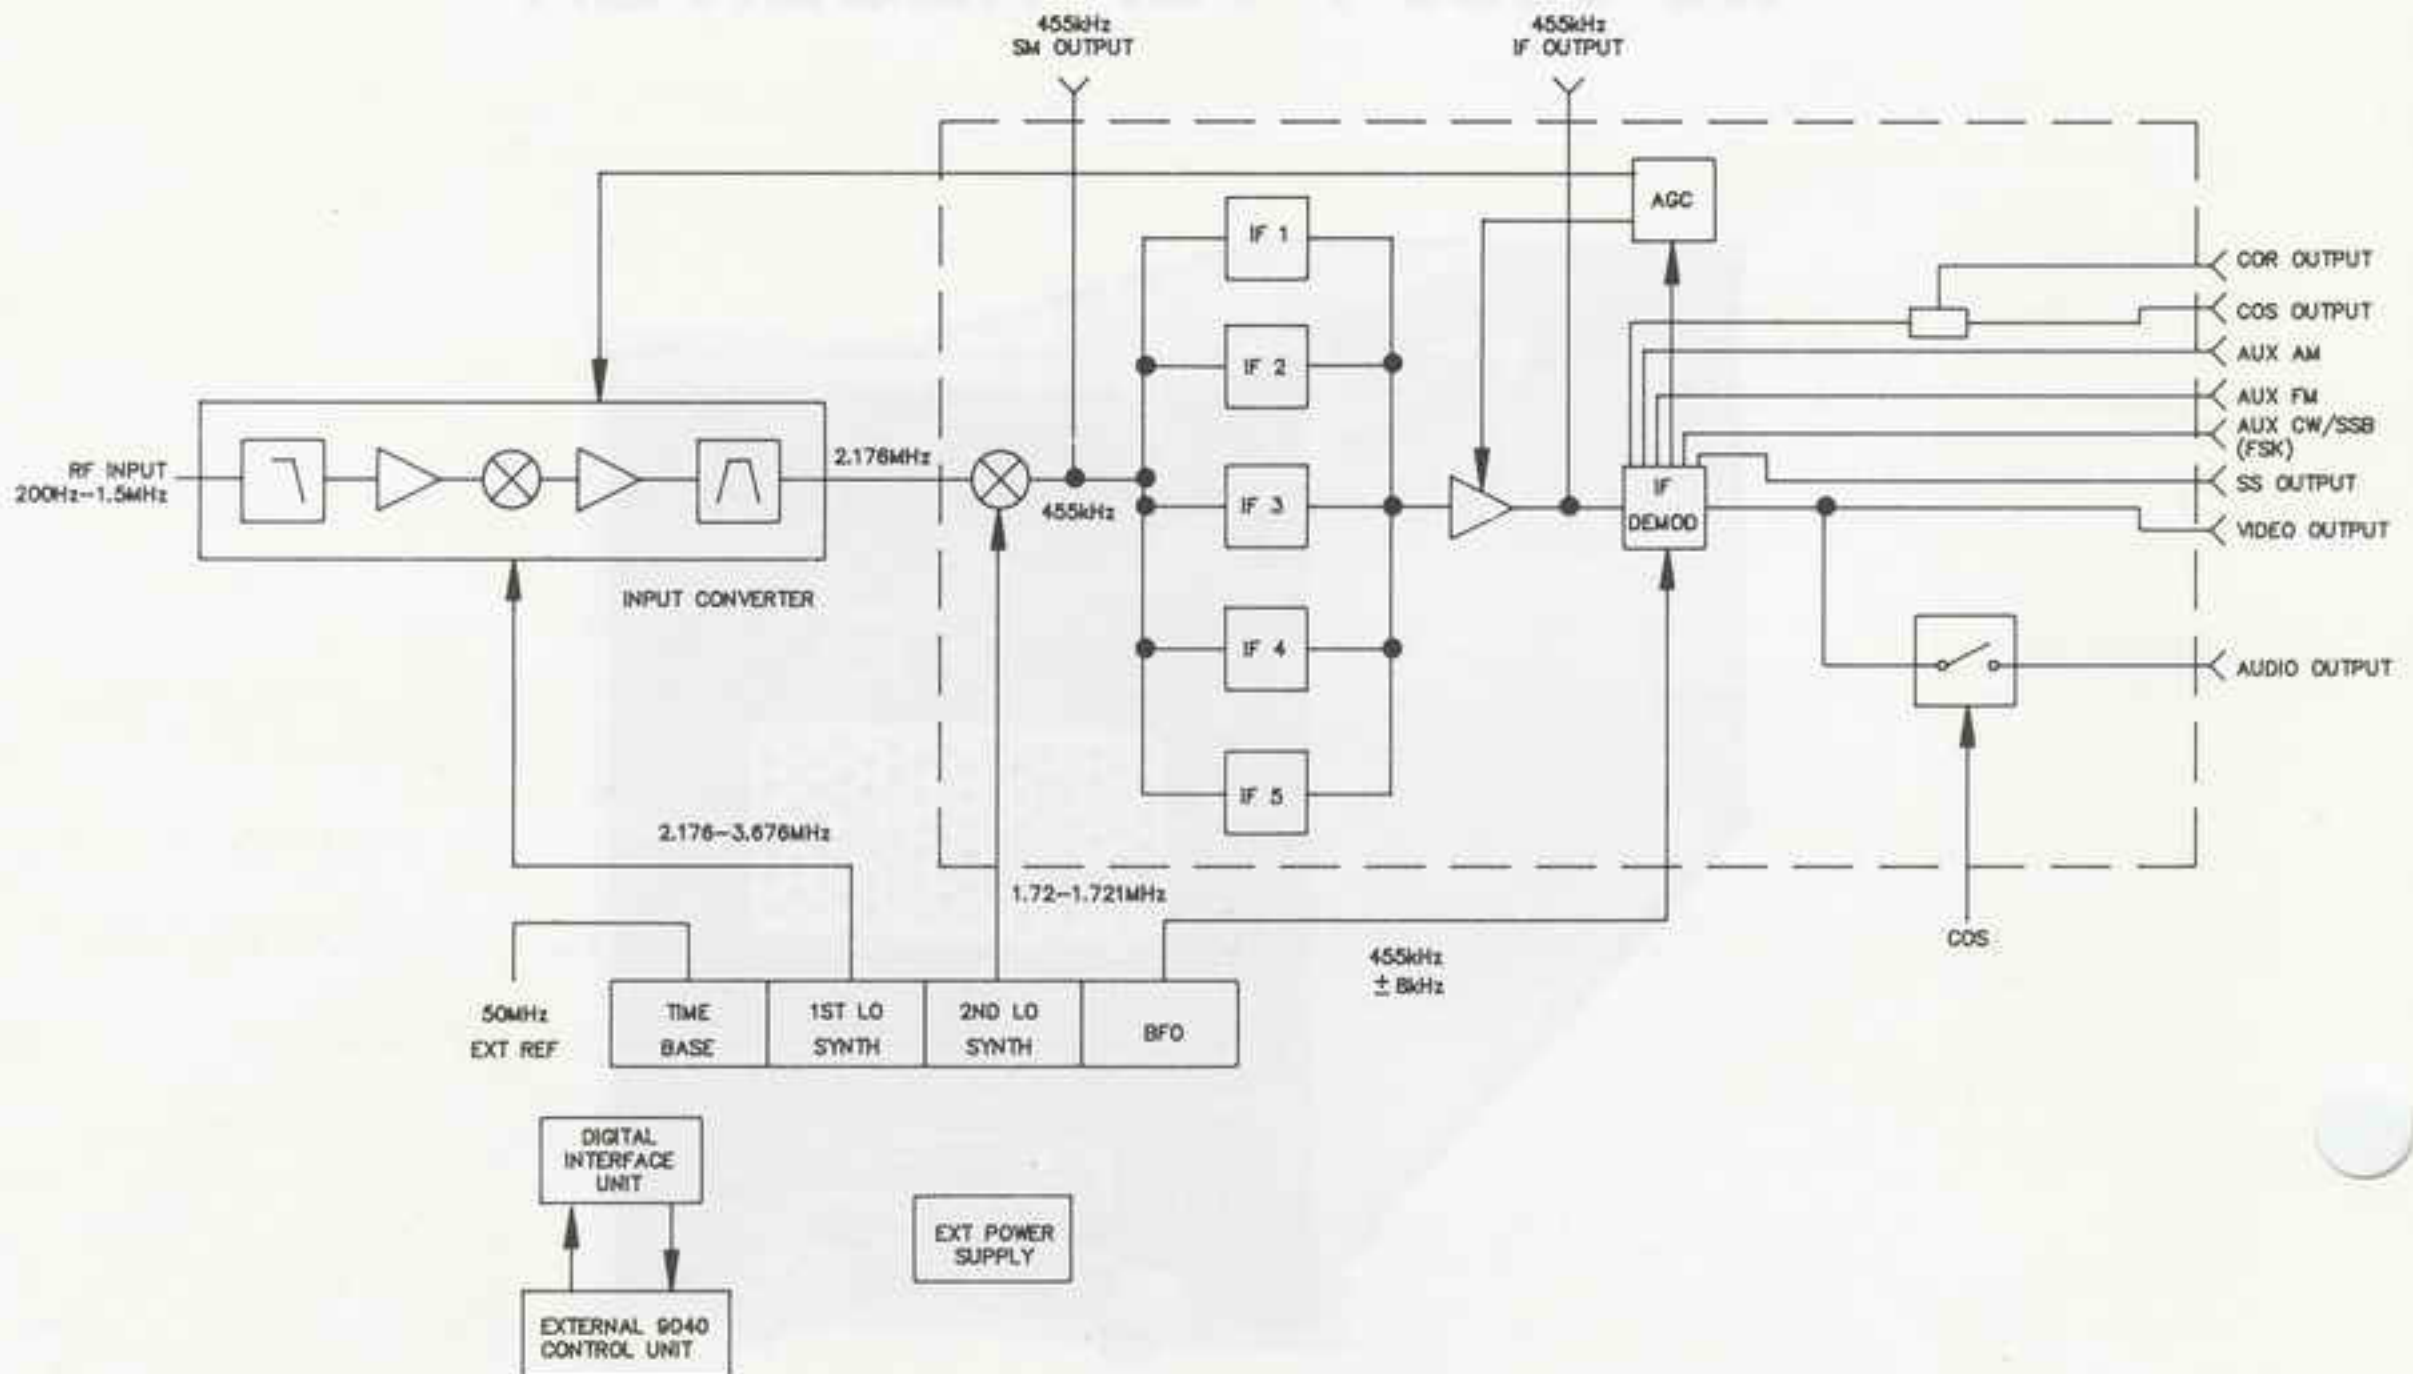 455kHz
SM OUTPUT
455kHz
IF OUTPUT
AGC
IF 1
IF 2
IF 3
IF 4
IF 5
COR OUTPUT
COS OUTPUT
AUX AM
AUX FM
AUX CW/SSB
(FSK)
SS OUTPUT
VIDEO OUTPUT
AUDIO OUTPUT
RF INPUT
200Hz-1.5MHz
2.176MHz
455kHz
IF
DEMOD
INPUT CONVERTER
2.176-3.676MHz
1.72-1.721MHz
455kHz
± 8kHz
COS
50MHz
EXT REF
TIME
BASE
1ST LO
SYNTH
2ND LO
SYNTH
BFO
DIGITAL
INTERFACE
UNIT
EXT POWER
SUPPLY
EXTERNAL 9040
CONTROL UNIT